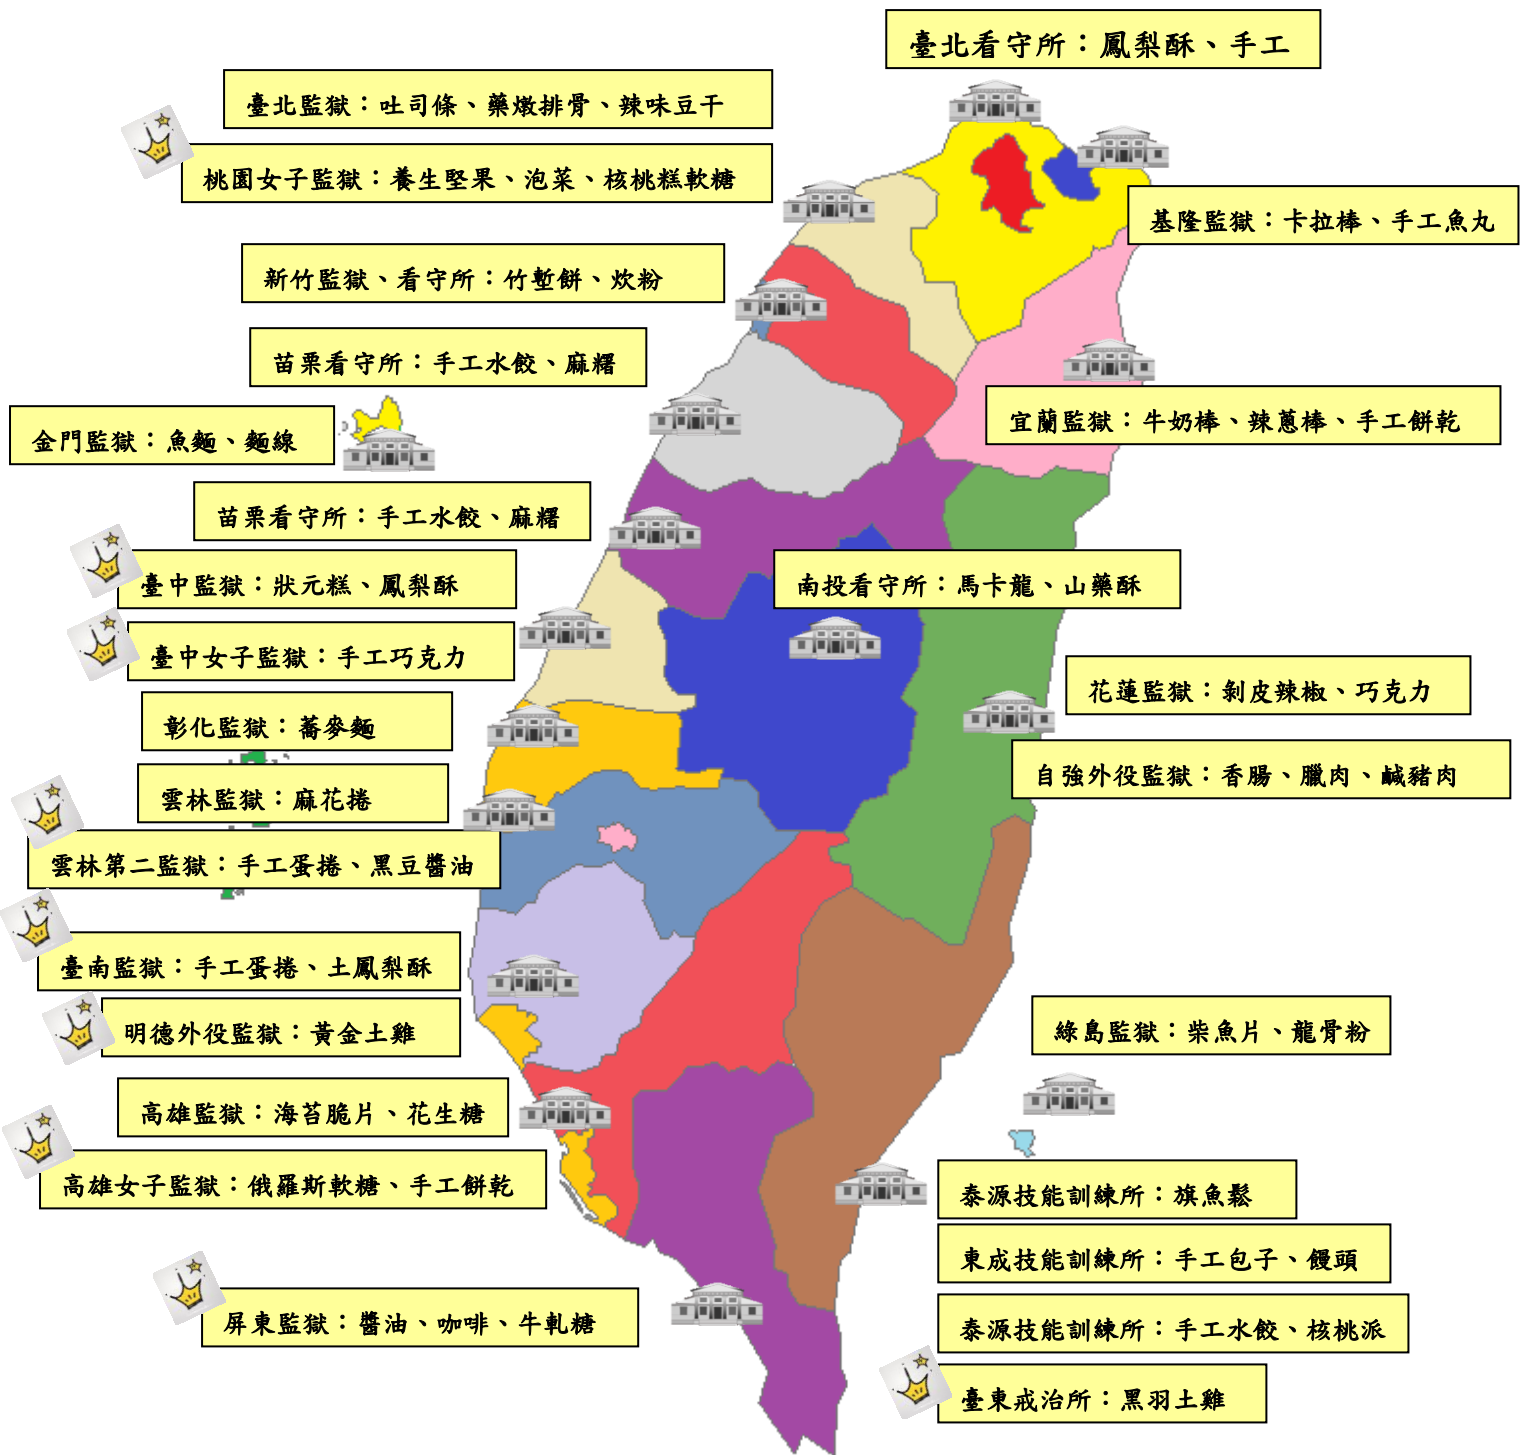 臺北看守所：鳳梨酥、手工
臺北監獄：吐司條、藥燉排骨、辣味豆干
桃園女子監獄：養生堅果、泡菜、核桃糕軟糖
基隆監獄：卡拉棒、手工魚丸
新竹監獄、看守所：竹塹餅、炊粉
苗栗看守所：手工水餃、麻糬
宜蘭監獄：牛奶棒、辣蔥棒、手工餅乾
金門監獄：魚麵、麵線
苗栗看守所：手工水餃、麻糬
臺中監獄：狀元糕、鳳梨酥
南投看守所：馬卡龍、山藥酥
臺中女子監獄：手工巧克力
花蓮監獄：剝皮辣椒、巧克力
彰化監獄：蕎麥麵
自強外役監獄：香腸、臘肉、鹹豬肉
雲林監獄：麻花捲
雲林第二監獄：手工蛋捲、黑豆醬油
臺南監獄：手工蛋捲、土鳳梨酥
明德外役監獄：黃金土雞
綠島監獄：柴魚片、龍骨粉
高雄監獄：海苔脆片、花生糖
高雄女子監獄：俄羅斯軟糖、手工餅乾
泰源技能訓練所：旗魚鬆
東成技能訓練所：手工包子、饅頭
屏東監獄：醬油、咖啡、牛軋糖
泰源技能訓練所：手工水餃、核桃派
臺東戒治所：黑羽土雞